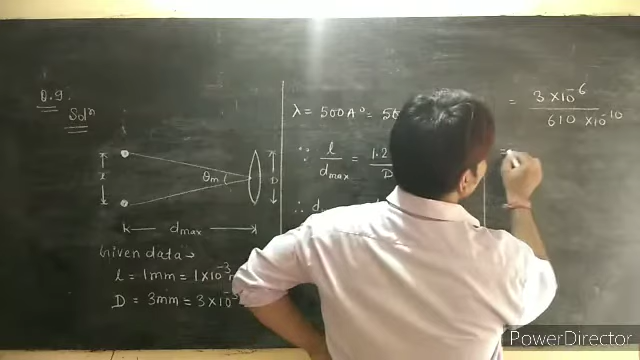 Q.9.
Solⁿ
l
θm
D
dmax
Given data →
l = 1mm = 1×10⁻³
D = 3mm = 3×10⁻³
λ = 500A° = 50
∵ l/dmax = 1.2 / D
∴ d
= 3×10⁻⁶ / 610 ×10⁻¹⁰
=
PowerDirector